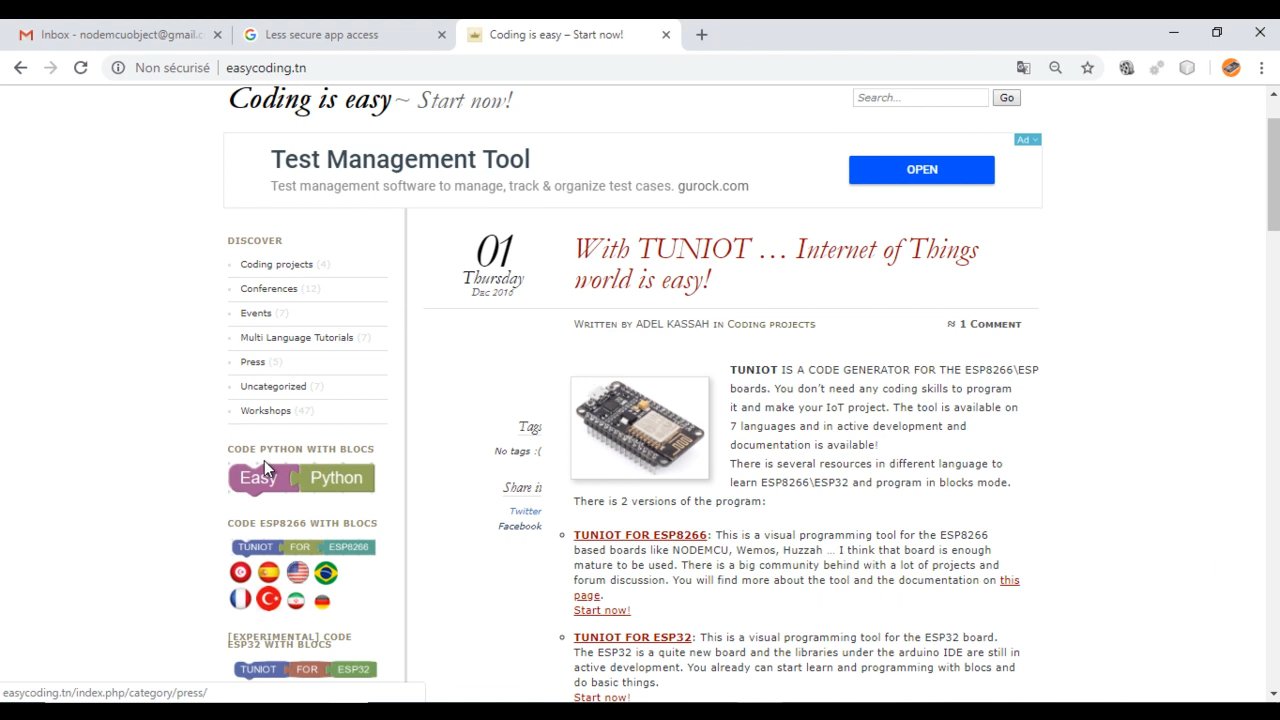 Inbox - nodemcuobject@gmail.c
Less secure app access
Coding is easy – Start now!
Non sécurisé
easycoding.tn
Coding is easy ~ Start now!
Search...
Go
Test Management Tool
Test management software to manage, track & organize test cases. gurock.com
OPEN
Ad
DISCOVER
Coding projects (4)
Conferences (12)
Events (7)
Multi Language Tutorials (7)
Press (5)
Uncategorized (7)
Workshops (47)
CODE PYTHON WITH BLOCS
Easy Python
CODE ESP8266 WITH BLOCS
TUNIOT FOR ESP8266
[EXPERIMENTAL] CODE
ESP32 WITH BLOCS
TUNIOT FOR ESP32
01
Thursday
Dec 2016
With TUNIOT … Internet of Things
world is easy!
WRITTEN BY ADEL KASSAH IN CODING PROJECTS
≈ 1 COMMENT
Tags
No tags :(
Share it
Twitter
Facebook
TUNIOT IS A CODE GENERATOR FOR THE ESP8266\ESP
boards. You don’t need any coding skills to program
it and make your IoT project. The tool is available on
7 languages and in active development and
documentation is available!
There is several resources in different language to
learn ESP8266\ESP32 and program in blocks mode.
There is 2 versions of the program:
TUNIOT FOR ESP8266: This is a visual programming tool for the ESP8266
based boards like NODEMCU, Wemos, Huzzah … I think that board is enough
mature to be used. There is a big community behind with a lot of projects and
forum discussion. You will find more about the tool and the documentation on this
page.
Start now!
TUNIOT FOR ESP32: This is a visual programming tool for the ESP32 board.
The ESP32 is a quite new board and the libraries under the arduino IDE are still in
active development. You already can start learn and programming with blocs and
do basic things.
Start now!
easycoding.tn/index.php/category/press/